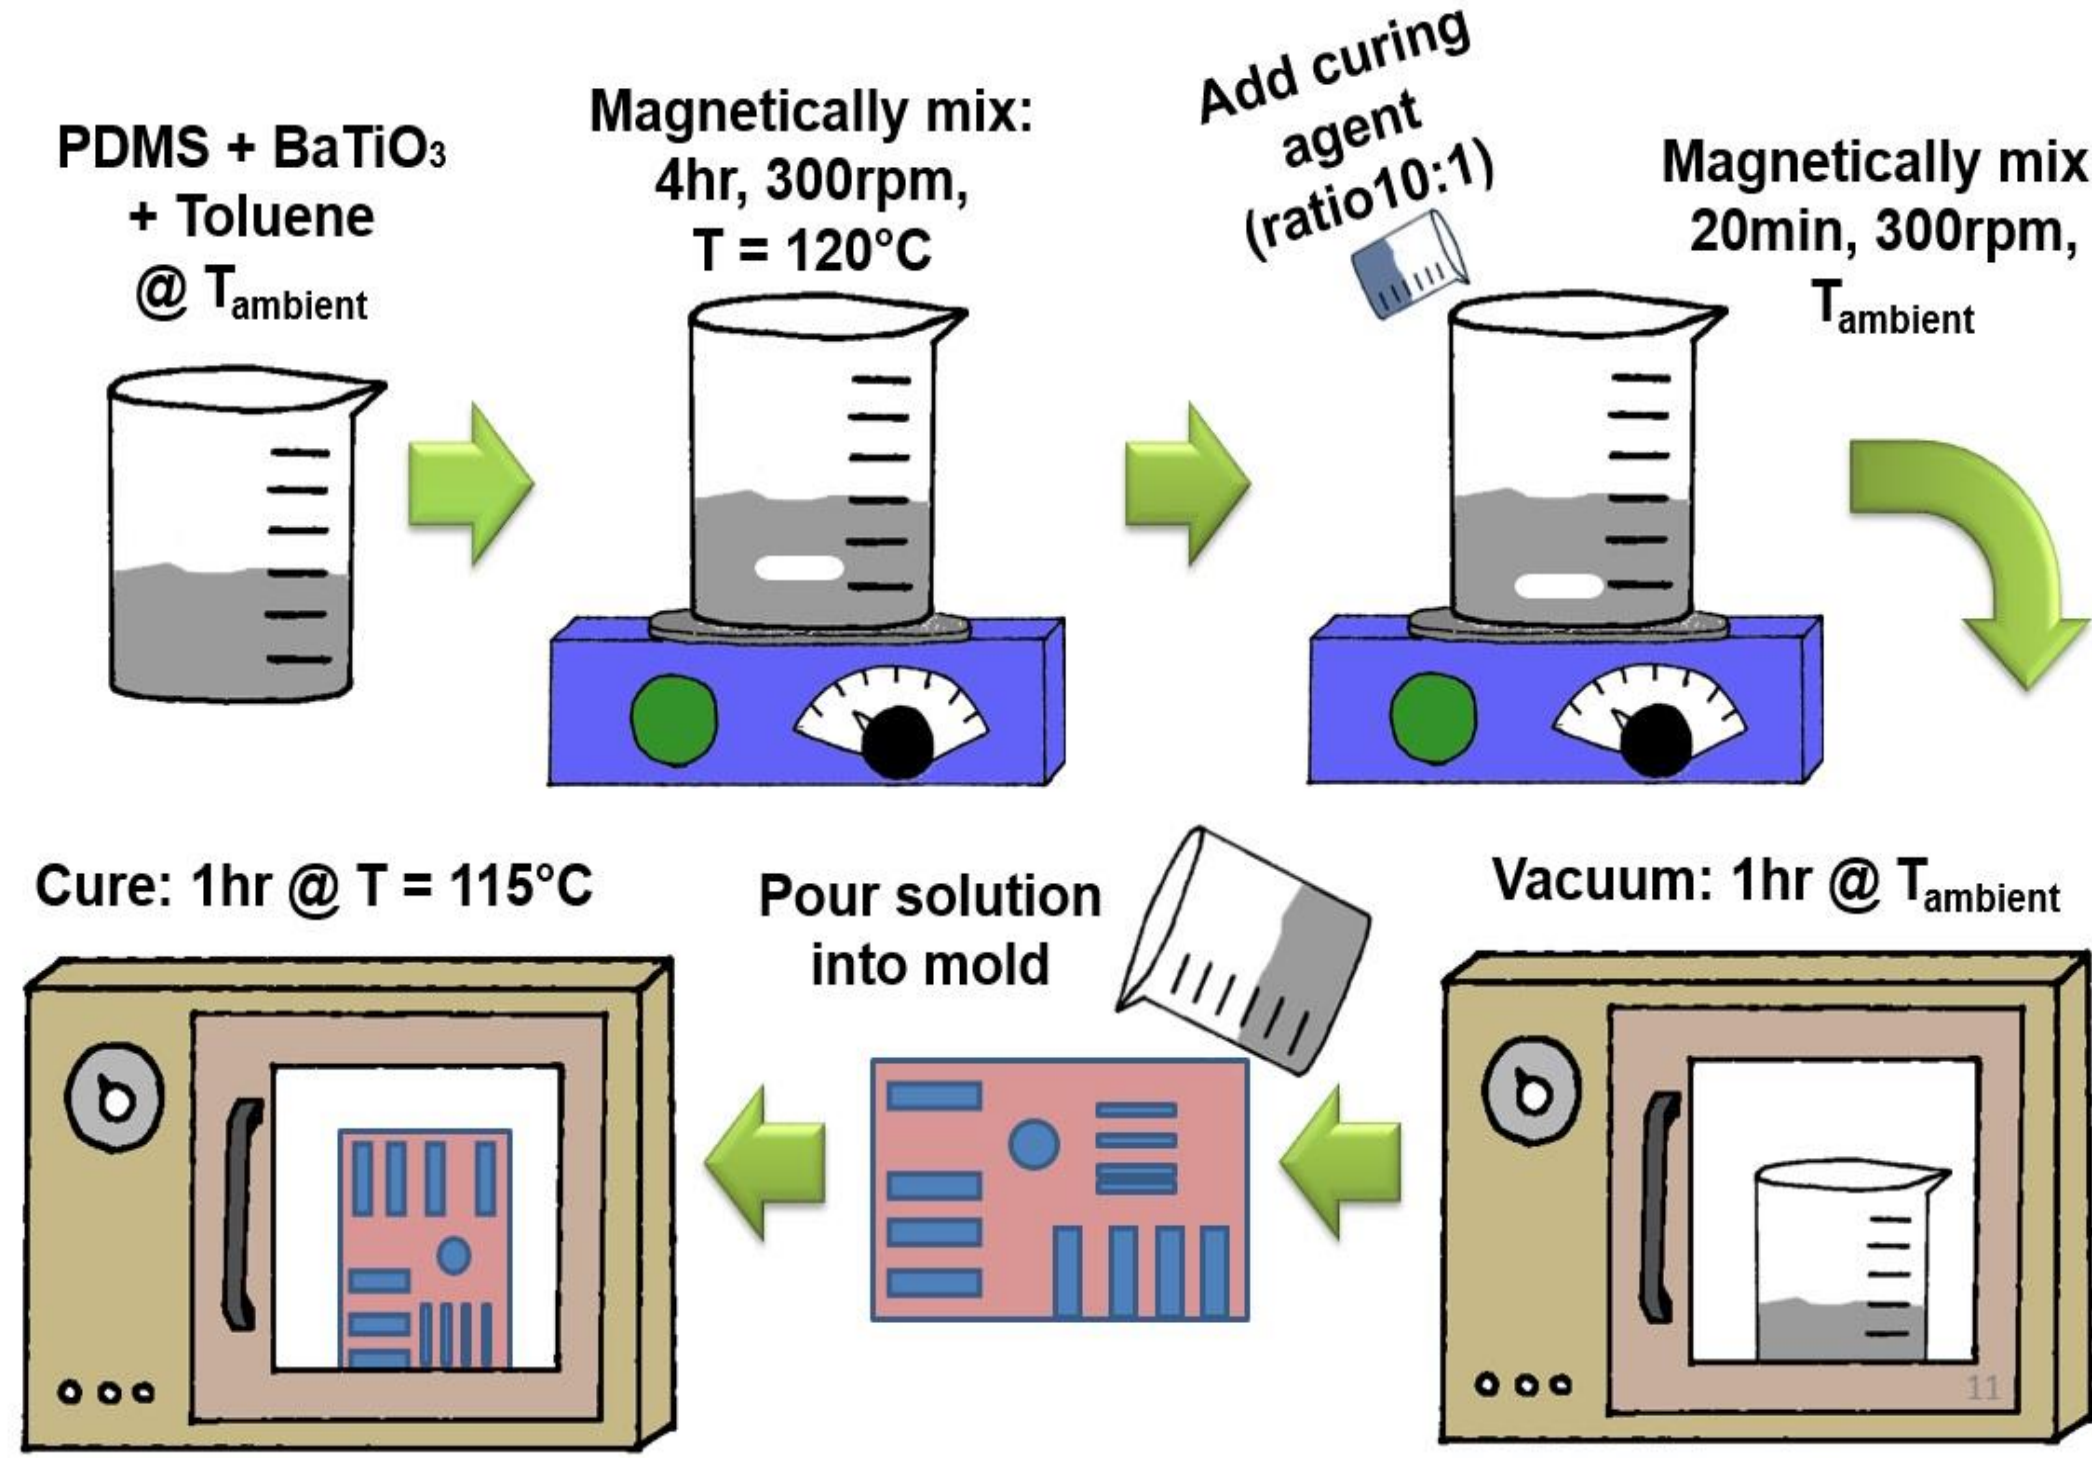 PDMS + BaTiO3
+ Toluene
@ Tambient
Magnetically mix:
4hr, 300rpm,
T = 120°C
Add curing
agent
(ratio10:1)
Magnetically mix
20min, 300rpm,
Tambient
Vacuum: 1hr @ Tambient
Pour solution
into mold
Cure: 1hr @ T = 115°C
11